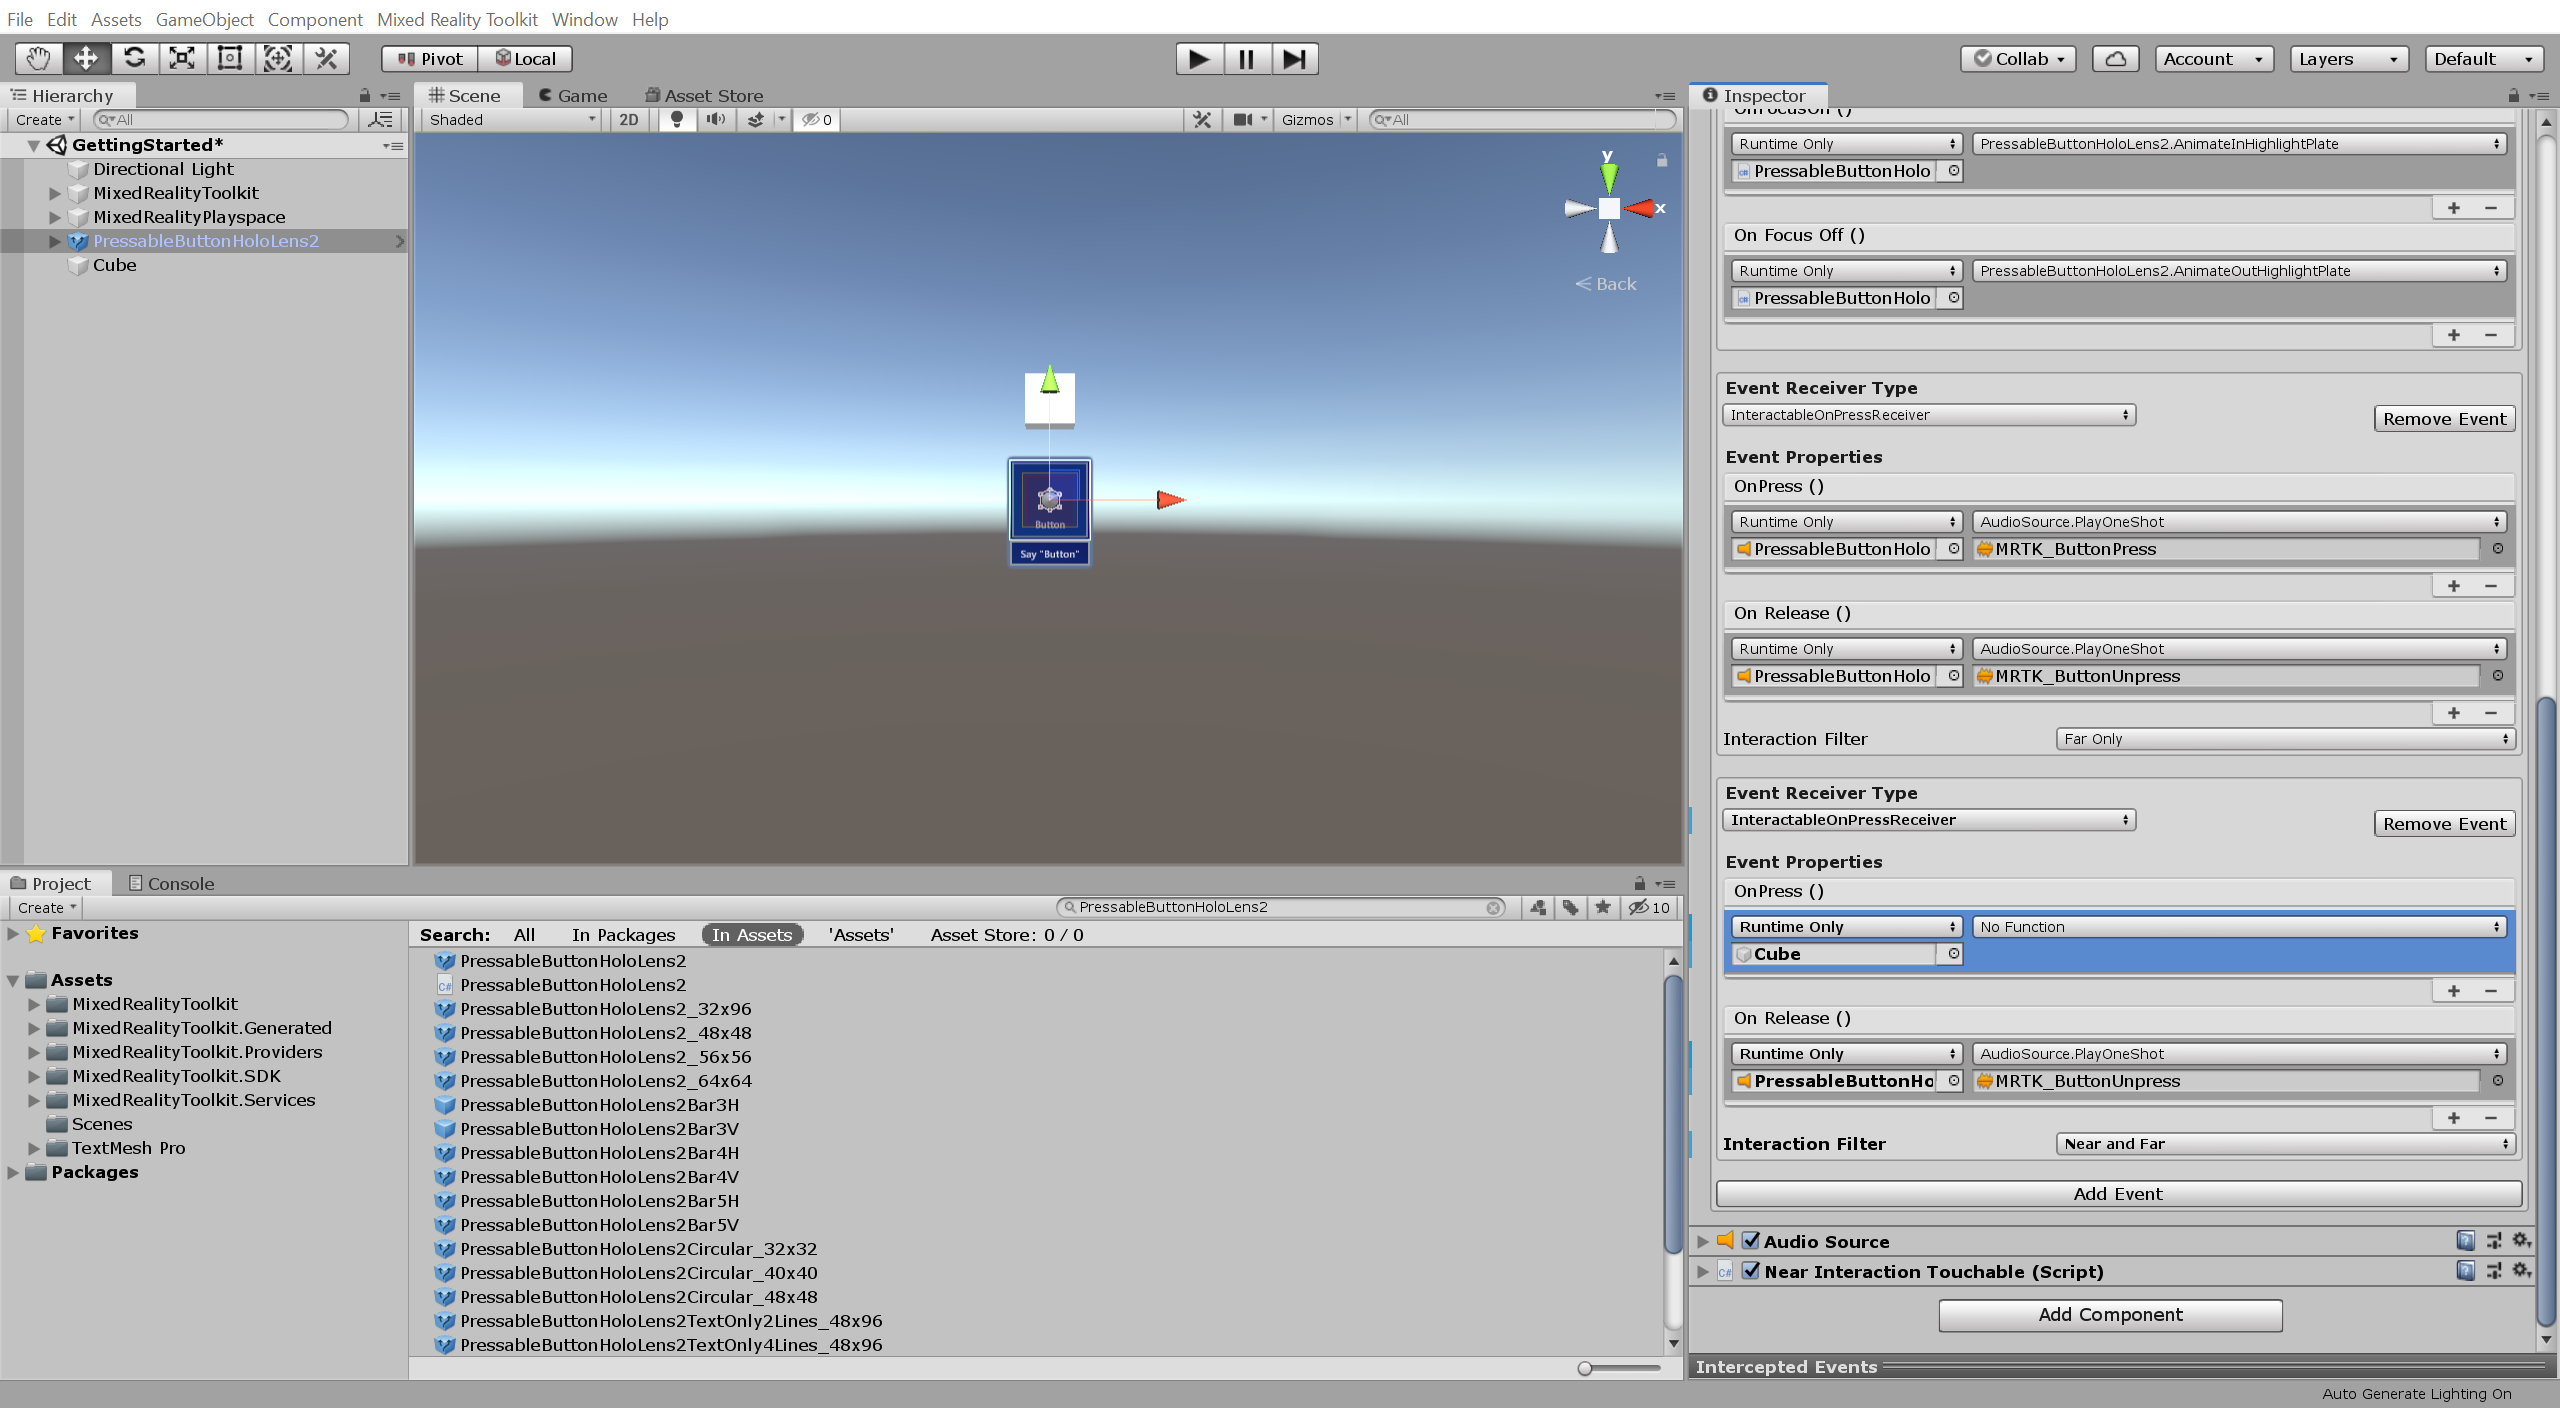 File Edit Assets GameObject Component Mixed Reality Toolkit Window Help
Pivot Local
Collab Account Layers Default
Hierarchy
Create All
GettingStarted*
Directional Light
MixedRealityToolkit
MixedRealityPlayspace
PressableButtonHoloLens2
Cube
Scene Game Asset Store
Shaded 2D 0 Gizmos All
y
x
Back
Button
Say "Button"
Project Console
Create PressableButtonHoloLens2 10
Favorites
Assets
MixedRealityToolkit
MixedRealityToolkit.Generated
MixedRealityToolkit.Providers
MixedRealityToolkit.SDK
MixedRealityToolkit.Services
Scenes
TextMesh Pro
Packages
Search: All In Packages In Assets 'Assets' Asset Store: 0 / 0
PressableButtonHoloLens2
PressableButtonHoloLens2
PressableButtonHoloLens2_32x96
PressableButtonHoloLens2_48x48
PressableButtonHoloLens2_56x56
PressableButtonHoloLens2_64x64
PressableButtonHoloLens2Bar3H
PressableButtonHoloLens2Bar3V
PressableButtonHoloLens2Bar4H
PressableButtonHoloLens2Bar4V
PressableButtonHoloLens2Bar5H
PressableButtonHoloLens2Bar5V
PressableButtonHoloLens2Circular_32x32
PressableButtonHoloLens2Circular_40x40
PressableButtonHoloLens2Circular_48x48
PressableButtonHoloLens2TextOnly2Lines_48x96
PressableButtonHoloLens2TextOnly4Lines_48x96
Inspector
OnFocusOn ()
Runtime Only PressableButtonHoloLens2.AnimateInHighlightPlate
PressableButtonHolo
+ −
On Focus Off ()
Runtime Only PressableButtonHoloLens2.AnimateOutHighlightPlate
PressableButtonHolo
+ −
Event Receiver Type
InteractableOnPressReceiver Remove Event
Event Properties
OnPress ()
Runtime Only AudioSource.PlayOneShot
PressableButtonHolo MRTK_ButtonPress
+ −
On Release ()
Runtime Only AudioSource.PlayOneShot
PressableButtonHolo MRTK_ButtonUnpress
+ −
Interaction Filter Far Only
Event Receiver Type
InteractableOnPressReceiver Remove Event
Event Properties
OnPress ()
Runtime Only No Function
Cube
+ −
On Release ()
Runtime Only AudioSource.PlayOneShot
PressableButtonHo MRTK_ButtonUnpress
+ −
Interaction Filter Near and Far
Add Event
Audio Source
Near Interaction Touchable (Script)
Add Component
Intercepted Events
Auto Generate Lighting On